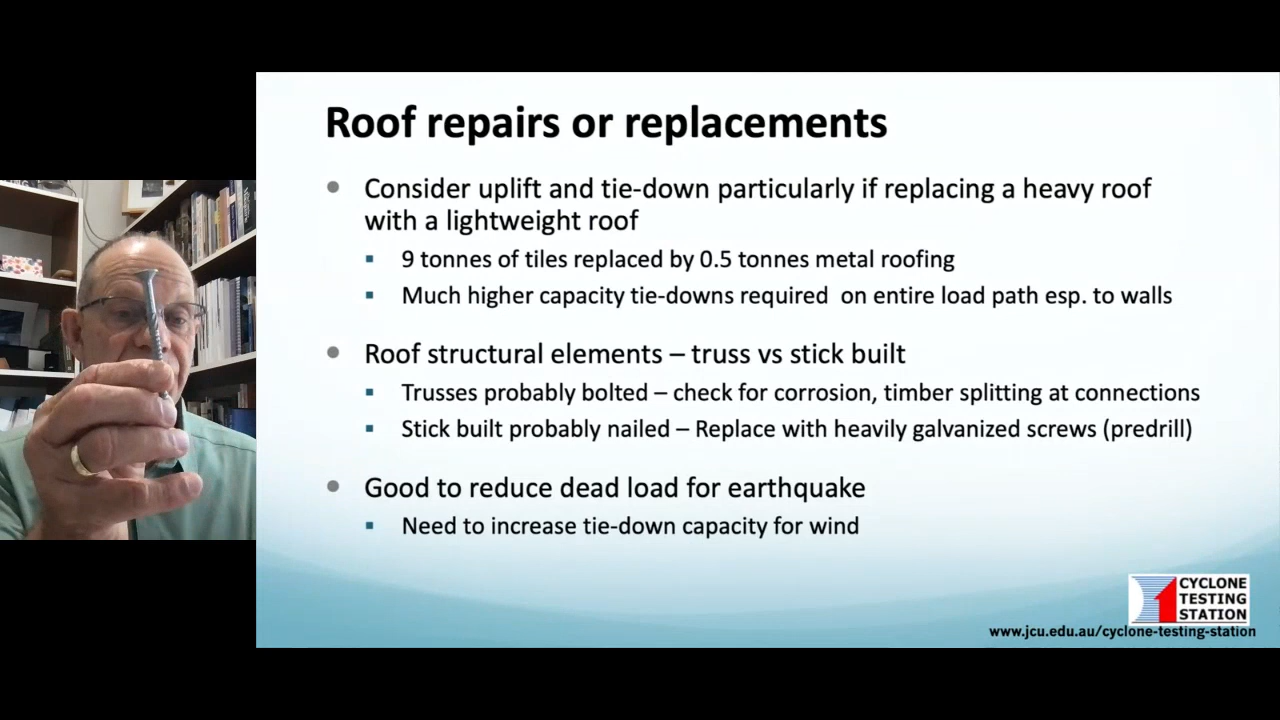 Roof repairs or replacements
Consider uplift and tie-down particularly if replacing a heavy roof
with a lightweight roof
9 tonnes of tiles replaced by 0.5 tonnes metal roofing
Much higher capacity tie-downs required on entire load path esp. to walls
Roof structural elements – truss vs stick built
Trusses probably bolted – check for corrosion, timber splitting at connections
Stick built probably nailed – Replace with heavily galvanized screws (predrill)
Good to reduce dead load for earthquake
Need to increase tie-down capacity for wind
CYCLONE
TESTING
STATION
www.jcu.edu.au/cyclone-testing-station